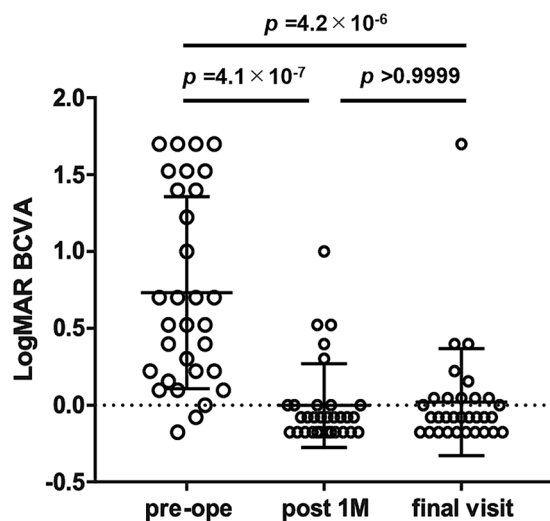 p =4.2×10-6
p =4.1×10-7 p >0.9999
2.0
1.5
1.0
0.5
0.0
-0.5
LogMAR BCVA
pre-ope post 1M final visit